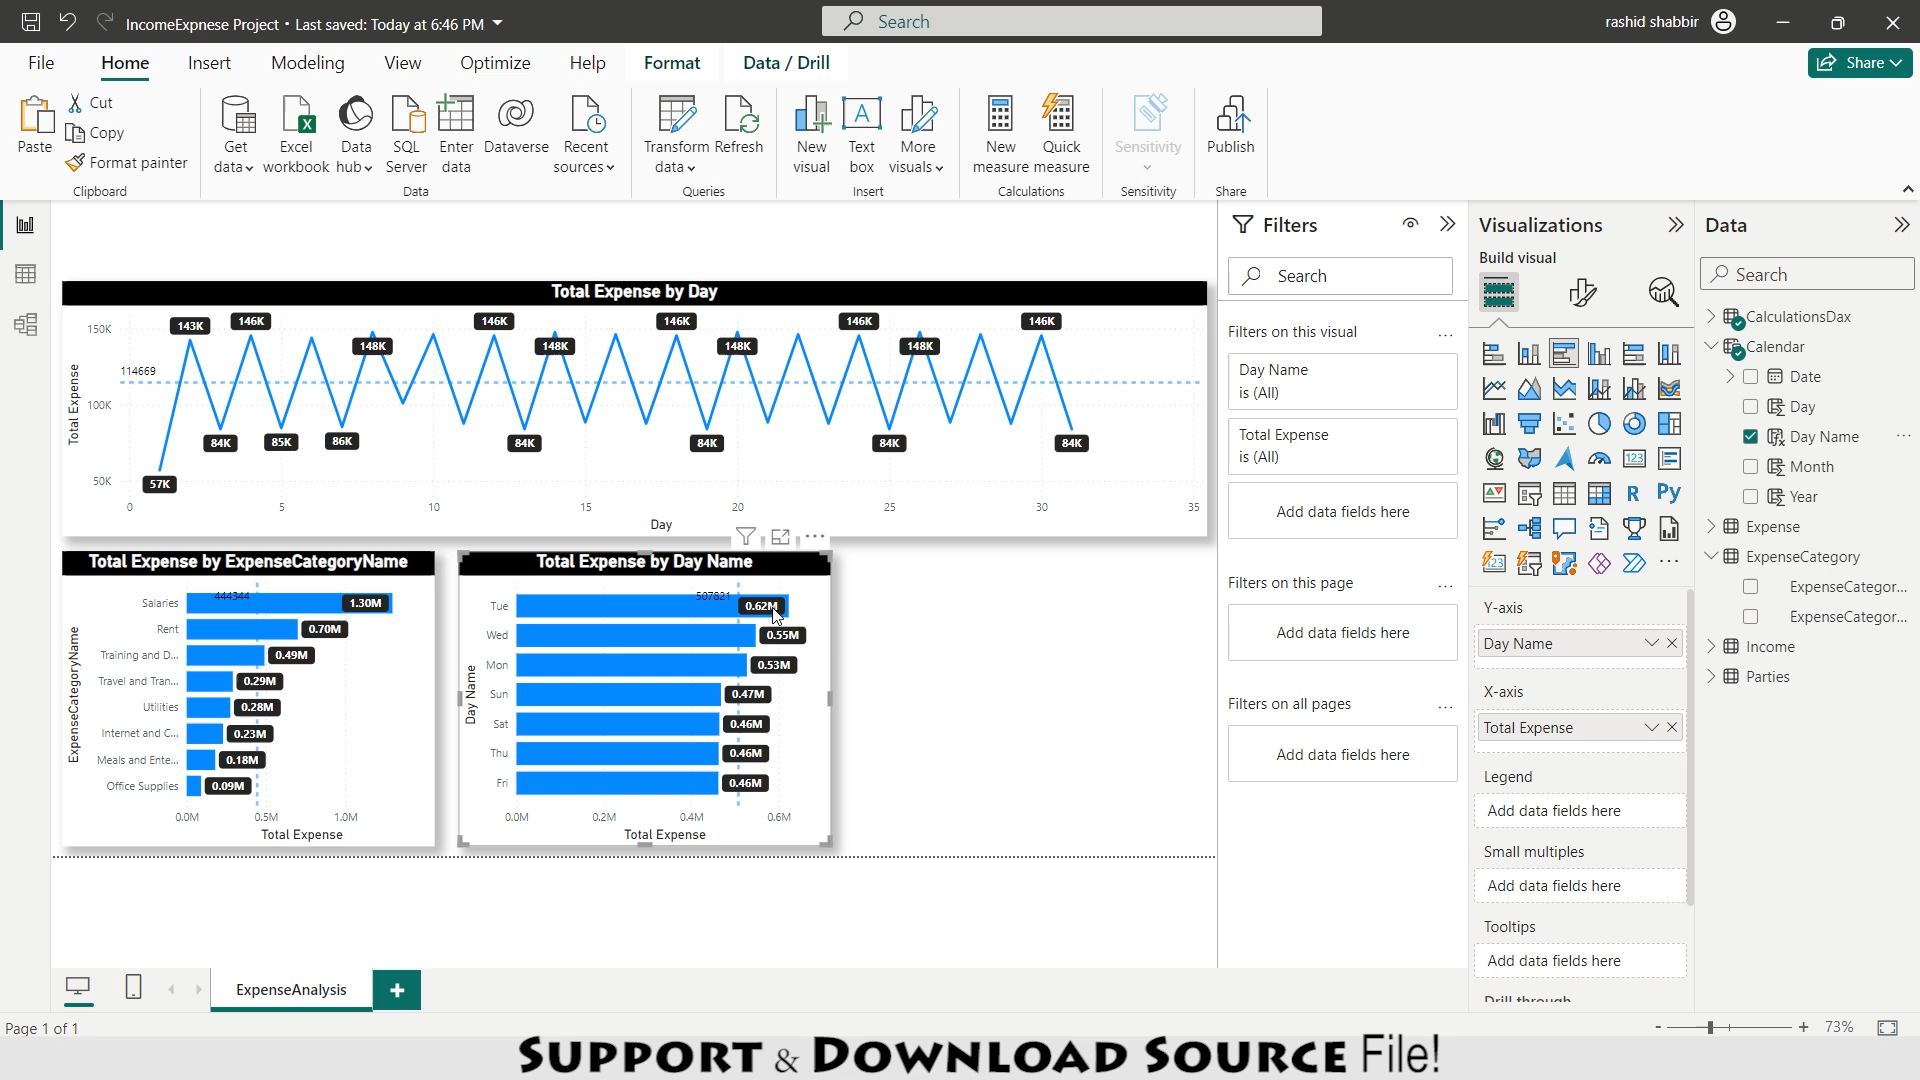 IncomeExpnese Project • Last saved: Today at 6:46 PM
Search
rashid shabbir
File Home Insert Modeling View Optimize Help Format Data / Drill
Share
Paste
Cut
Copy
Format painter
Clipboard
Get data
Excel workbook
Data hub
SQL Server
Enter data
Dataverse
Recent sources
Data
Transform data
Refresh
Queries
New visual
Text box
More visuals
Insert
New measure
Quick measure
Calculations
Sensitivity
Sensitivity
Publish
Share
Total Expense by Day
Total Expense
150K
100K
50K
114669
143K 146K 148K 146K 148K 146K 148K 146K 148K 146K
57K 84K 85K 86K 84K 84K 84K 84K
0 5 10 15 20 25 30 35
Day
Total Expense by ExpenseCategoryName
ExpenseCategoryName
444344
Salaries 1.30M
Rent 0.70M
Training and D... 0.49M
Travel and Tran... 0.29M
Utilities 0.28M
Internet and C... 0.23M
Meals and Ente... 0.18M
Office Supplies 0.09M
0.0M 0.5M 1.0M
Total Expense
Total Expense by Day Name
Day Name
507821
Tue 0.62M
Wed 0.55M
Mon 0.53M
Sun 0.47M
Sat 0.46M
Thu 0.46M
Fri 0.46M
0.0M 0.2M 0.4M 0.6M
Total Expense
Filters
Search
Filters on this visual
...
Day Name
is (All)
Total Expense
is (All)
Add data fields here
Filters on this page
...
Add data fields here
Filters on all pages
...
Add data fields here
Visualizations
Build visual
123
R
Py
123
...
Y-axis
Day Name
X-axis
Total Expense
Legend
Add data fields here
Small multiples
Add data fields here
Tooltips
Add data fields here
Drill through
Data
Search
CalculationsDax
Calendar
Date
Day
Day Name
...
Month
Year
Expense
ExpenseCategory
ExpenseCategor...
ExpenseCategor...
Income
Parties
ExpenseAnalysis
+
Page 1 of 1
- + 73%
Support & Download Source File!